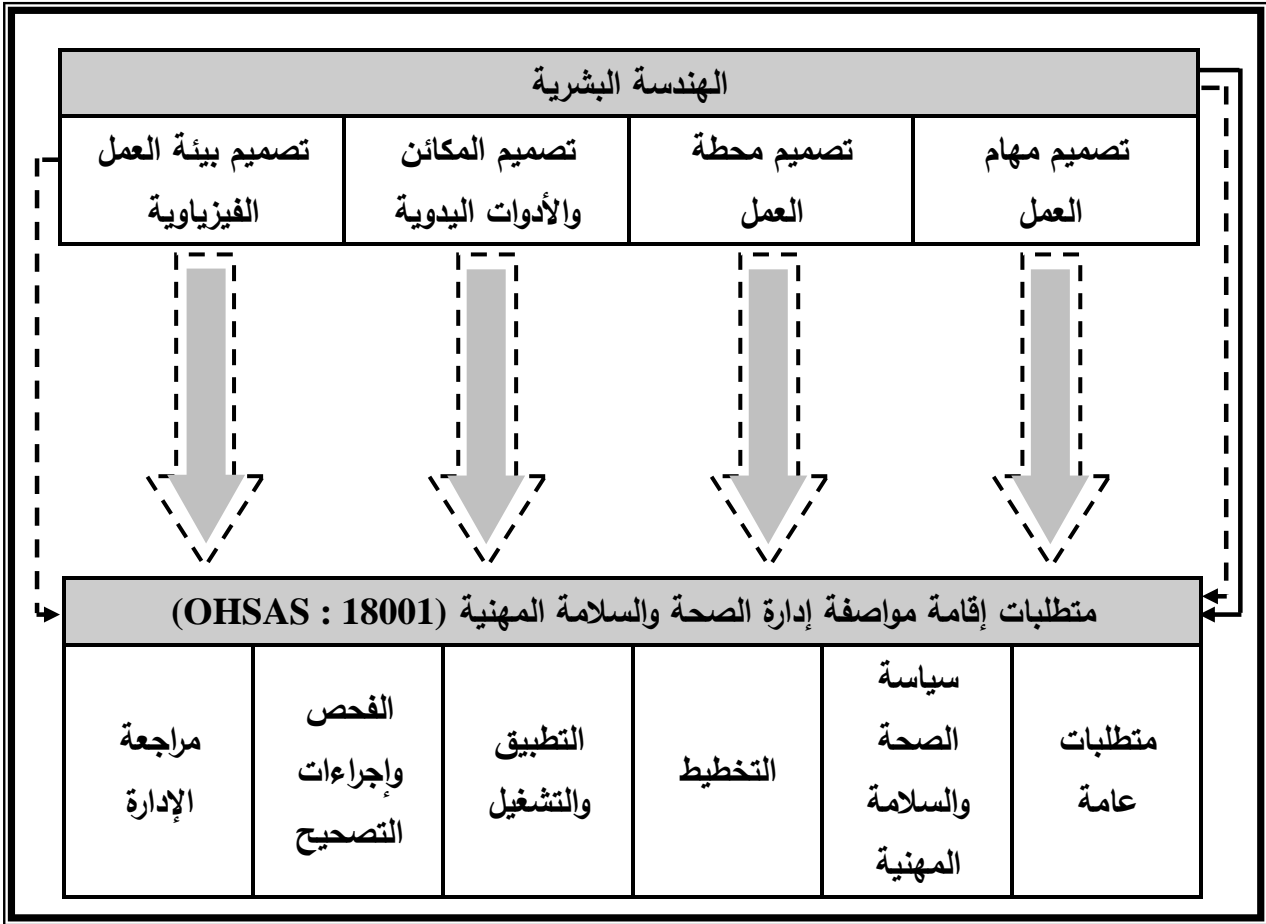 الهندسة البشرية
تصميم مهام
العمل
تصميم محطة
العمل
تصميم المكائن
والأدوات اليدوية
تصميم بيئة العمل
الفيزياوية
متطلبات إقامة مواصفة إدارة الصحة والسلامة المهنية (OHSAS : 18001)
متطلبات
عامة
سياسة
الصحة
والسلامة
المهنية
التخطيط
التطبيق
والتشغيل
الفحص
وإجراءات
التصحيح
مراجعة
الإدارة